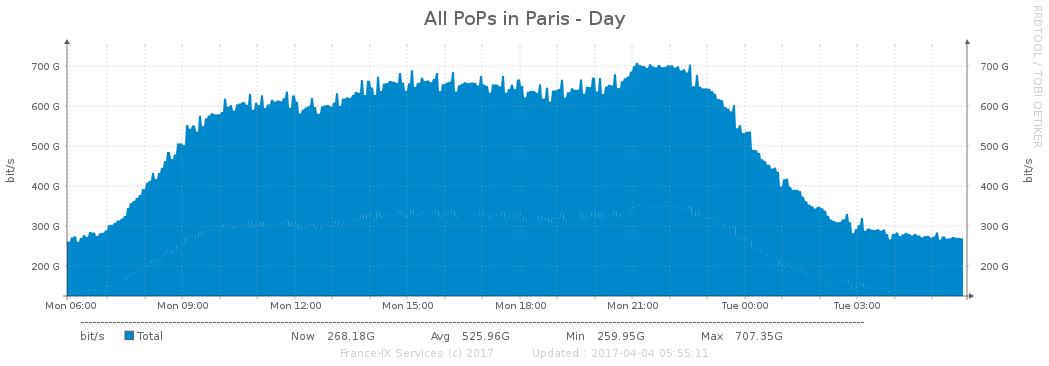 All PoPs in Paris - Day
RRDTOOL / TOBI OETIKER
bit/s
700 G
600 G
500 G
400 G
300 G
200 G
700 G
600 G
500 G
400 G
300 G
200 G
bit/s
Mon 06:00 Mon 09:00 Mon 12:00 Mon 15:00 Mon 18:00 Mon 21:00 Tue 00:00 Tue 03:00
bit/s Total Now 268.18G Avg 525.96G Min 259.95G Max 707.35G
France-IX Services (c) 2017 Updated : 2017-04-04 05:55:11